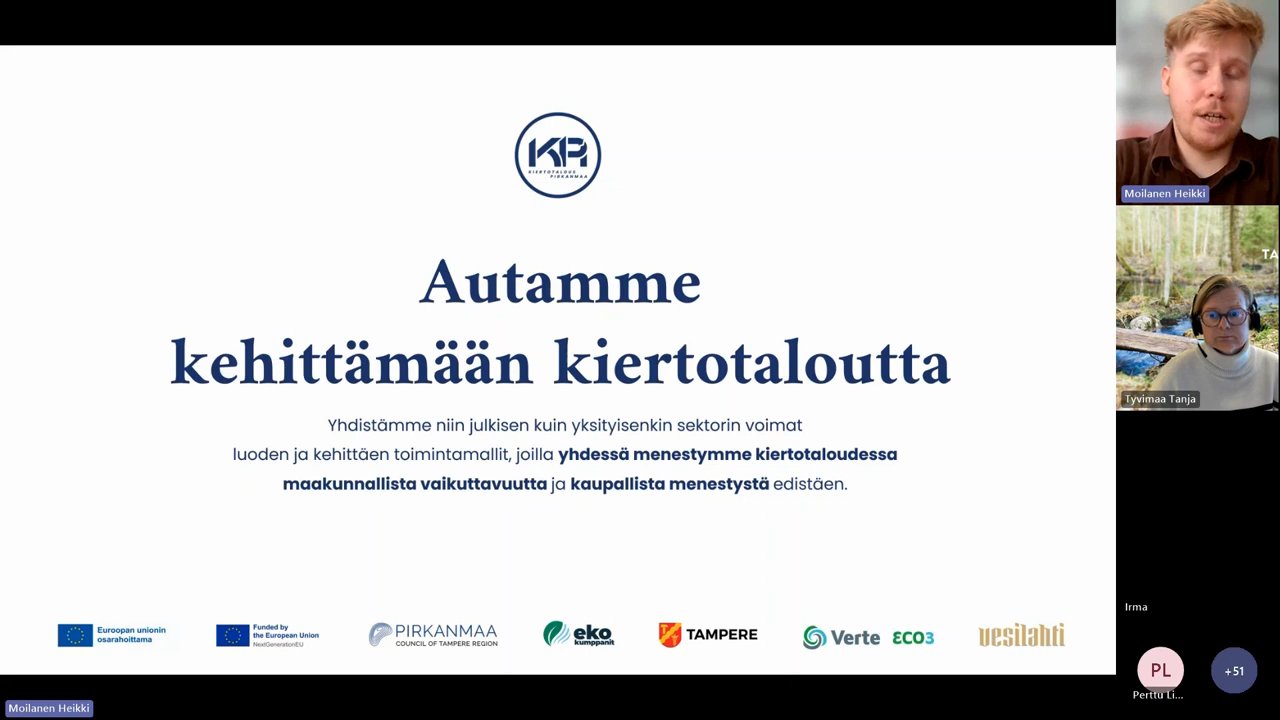 KP
KIERTOTALOUS
PIRKANMAA
Autamme
kehittämään kiertotaloutta
Yhdistämme niin julkisen kuin yksityisenkin sektorin voimat
luoden ja kehittäen toimintamallit, joilla yhdessä menestymme kiertotaloudessa
maakunnallista vaikuttavuutta ja kaupallista menestystä edistäen.
Euroopan unionin
osarahoittama
Funded by
the European Union
NextGenerationEU
PIRKANMAA
COUNCIL OF TAMPERE REGION
eko
kumppanit
TAMPERE
Verte
ECO3
vesilahti
Moilanen Heikki
TA
Tyvimaa Tanja
Irma
PL
Perttu Li...
+51
Moilanen Heikki